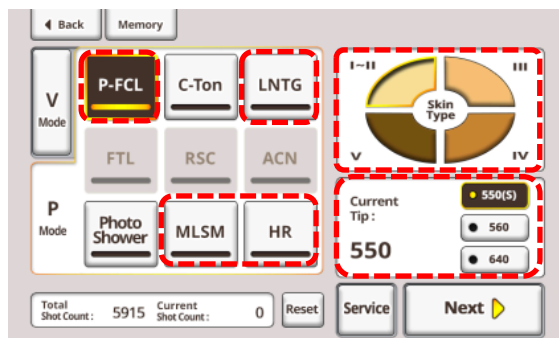 Back
Memory
V
Mode
P-FCL
C-Ton
LNTG
FTL
RSC
ACN
P
Mode
Photo
Shower
MLSM
HR
I~II
III
Skin
Type
V
IV
Current
Tip :
550
550(S)
560
640
Total
Shot Count :
5915
Current
Shot Count :
0
Reset
Service
Next